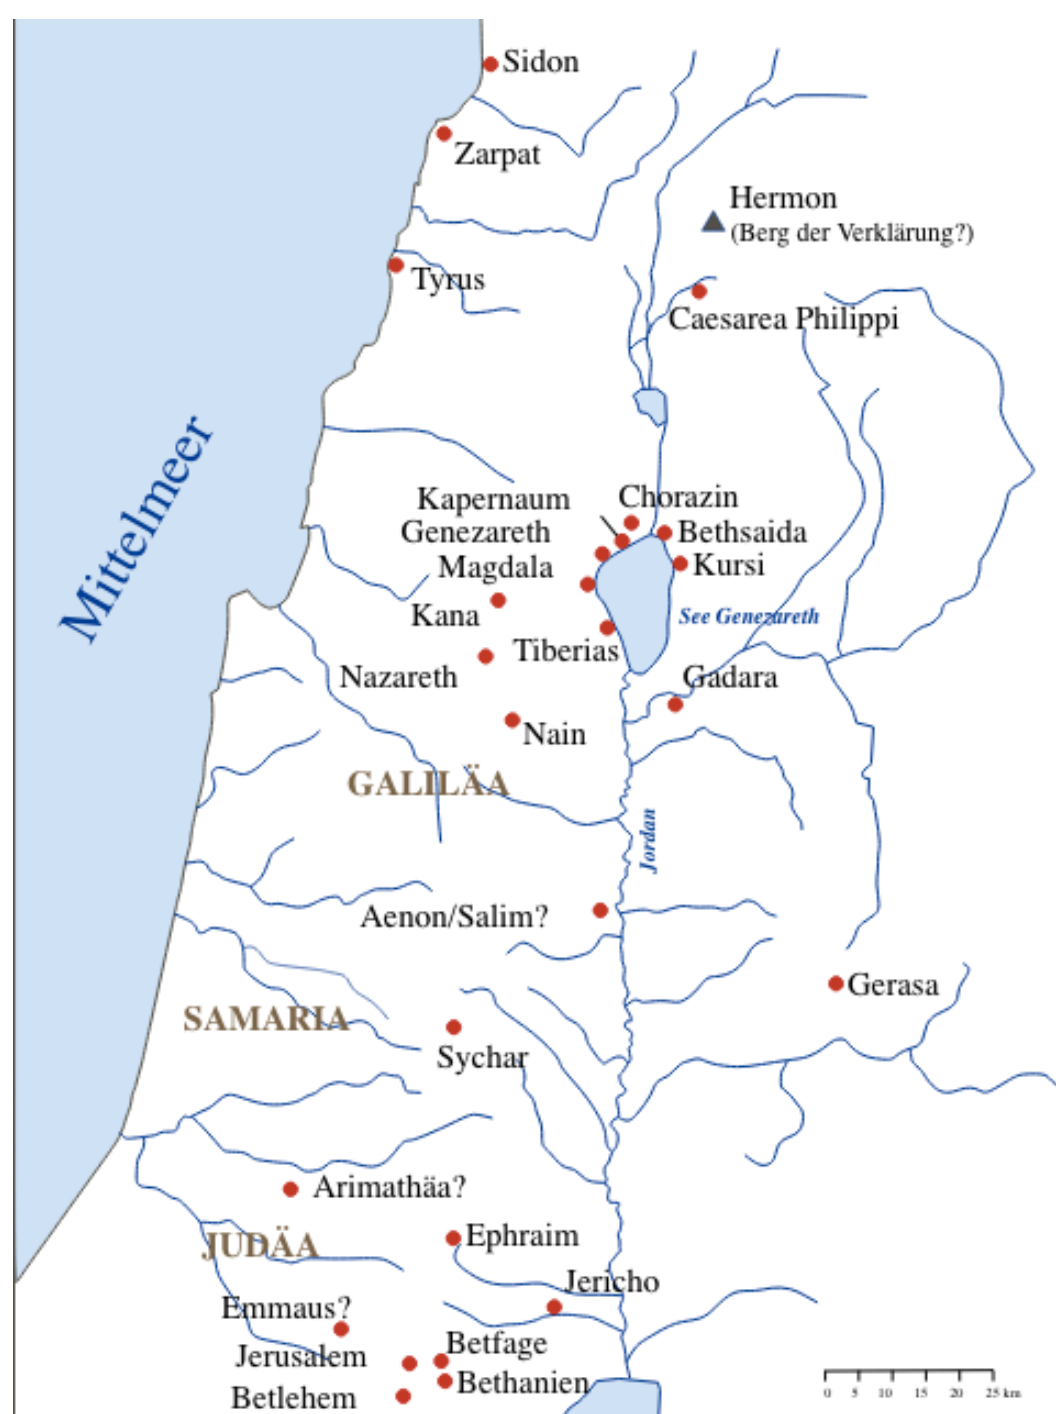 Sidon
Zarpat
Hermon
(Berg der Verklärung?)
Tyrus
Caesarea Philippi
Mittelmeer
Kapernaum
Chorazin
Genezareth
Bethsaida
Magdala
Kursi
Kana
See Genezareth
Tiberias
Nazareth
Gadara
Nain
GALILÄA
Jordan
Aenon/Salim?
Gerasa
SAMARIA
Sychar
Arimathäa?
Ephraim
JUDÄA
Jericho
Emmaus?
Betfage
Jerusalem
Bethanien
Betlehem
0 5 10 15 20 25 km